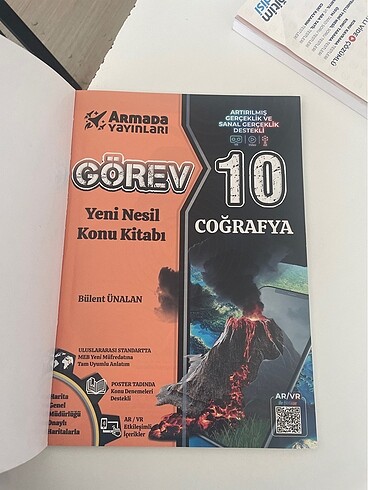 ARMADA
YAYINLARI
ARTIRILMIŞ
GERÇEKLİK VE
SANAL GERÇEKLİK
DESTEKLİ
GÖREV
10
COĞRAFYA
Yeni Nesil
Konu Kitabı
Bülent ÜNALAN
ULUSLARARASI STANDARTTA
MEB Yeni Müfredatına
Tam Uyumlu Anlatım
POSTER TADINDA
Konu Denemeleri
Destekli
Harita
Genel
Müdürlüğü
Onaylı
Haritalarla
AR / VR
Etkileşimli
İçerikler
AR/VR